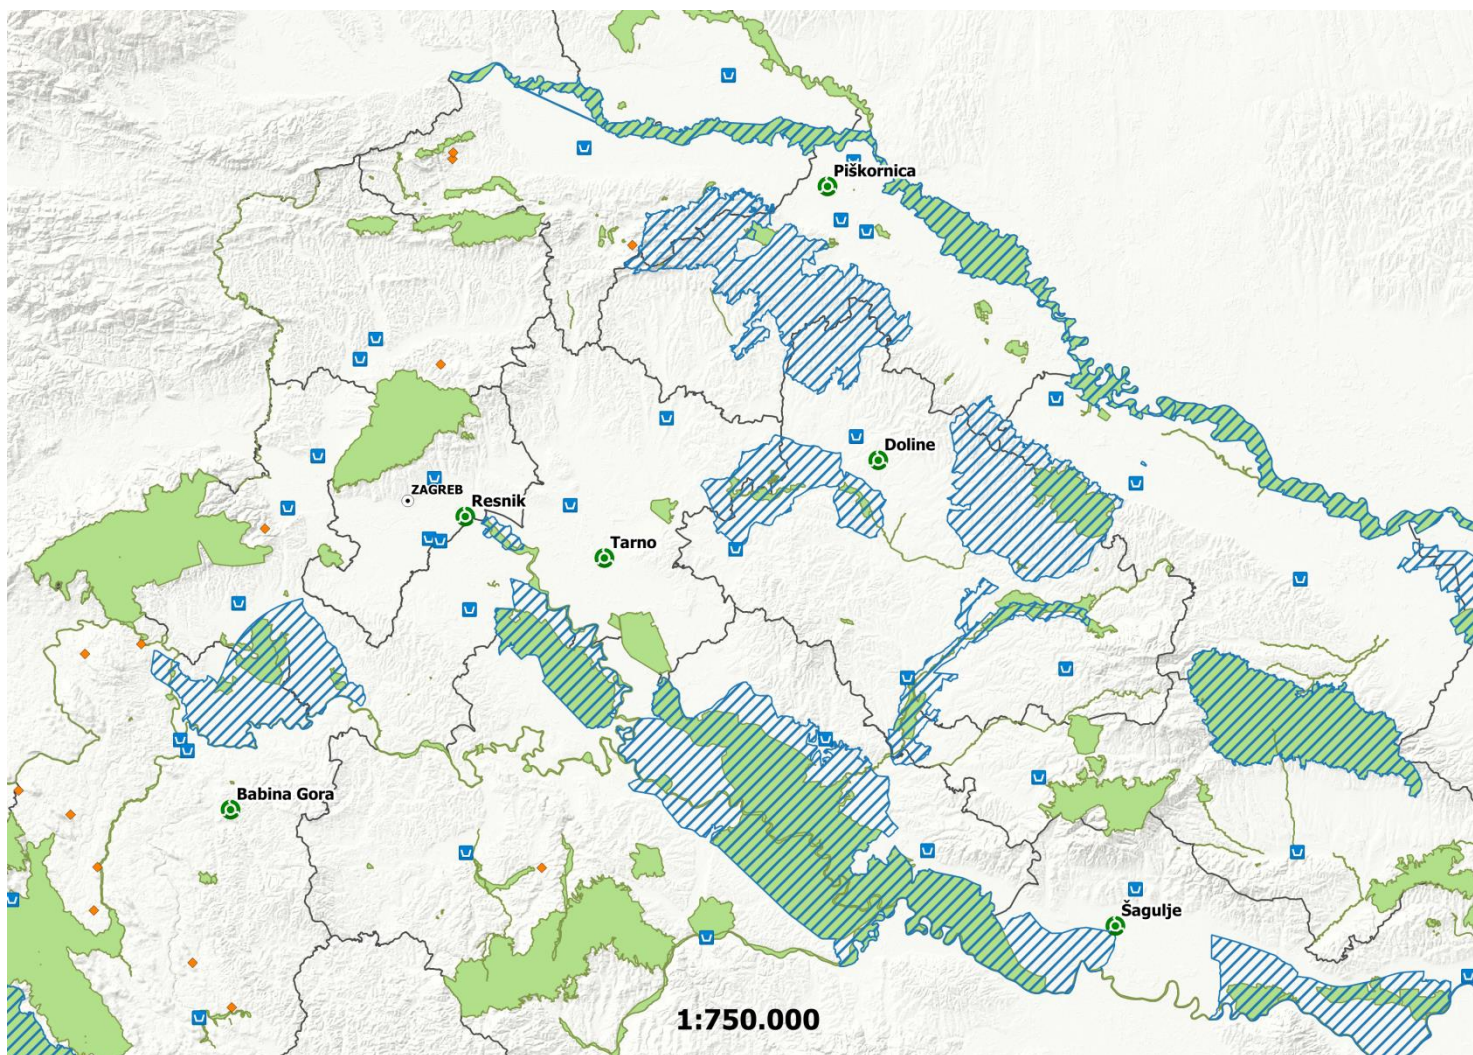 Piškornica
Doline
ZAGREB
Resnik
Tarno
Babina Gora
Šagulje
1:750.000